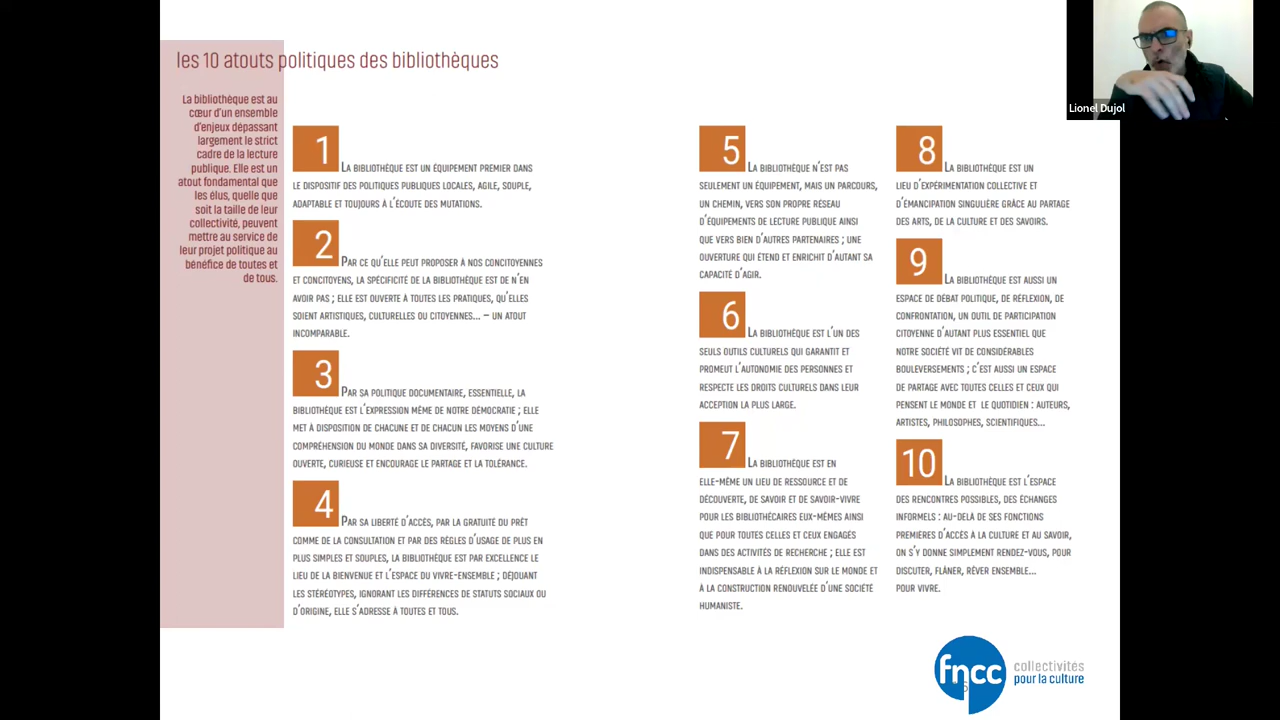 les 10 atouts politiques des bibliothèques
La bibliothèque est au
cœur d'un ensemble
d'enjeux dépassant
largement le strict
cadre de la lecture
publique. Elle est un
atout fondamental que
les élus, quelle que
soit la taille de leur
collectivité, peuvent
mettre au service de
leur projet politique au
bénéfice de toutes et
de tous.
1
La bibliothèque est un équipement premier dans
le dispositif des politiques publiques locales, agile, souple,
adaptable et toujours à l'écoute des mutations.
2
Par ce qu'elle peut proposer à nos concitoyennes
et concitoyens, la spécificité de la bibliothèque est de n'en
avoir pas ; elle est ouverte à toutes les pratiques, qu'elles
soient artistiques, culturelles ou citoyennes... – un atout
incomparable.
3
Par sa politique documentaire, essentielle, la
bibliothèque est l'expression même de notre démocratie ; elle
met à disposition de chacune et de chacun les moyens d'une
compréhension du monde dans sa diversité, favorise une culture
ouverte, curieuse et encourage le partage et la tolérance.
4
Par sa liberté d'accès, par la gratuité du prêt
comme de la consultation et par des règles d'usage de plus en
plus simples et souples, la bibliothèque est par excellence le
lieu de la bienvenue et l'espace du vivre-ensemble ; déjouant
les stéréotypes, ignorant les différences de statuts sociaux ou
d'origine, elle s'adresse à toutes et tous.
5
La bibliothèque n'est pas
seulement un équipement, mais un parcours,
un chemin, vers son propre réseau
d'équipements de lecture publique ainsi
que vers bien d'autres partenaires ; une
ouverture qui étend et enrichit d'autant sa
capacité d'agir.
6
La bibliothèque est l'un des
seuls outils culturels qui garantit et
promeut l'autonomie des personnes et
respecte les droits culturels dans leur
acception la plus large.
7
La bibliothèque est en
elle-même un lieu de ressource et de
découverte, de savoir et de savoir-vivre
pour les bibliothécaires eux-mêmes ainsi
que pour toutes celles et ceux engagés
dans des activités de recherche ; elle est
indispensable à la réflexion sur le monde et
à la construction renouvelée d'une société
humaniste.
8
La bibliothèque est un
lieu d'expérimentation collective et
d'émancipation singulière grâce au partage
des arts, de la culture et des savoirs.
9
La bibliothèque est aussi un
espace de débat politique, de réflexion, de
confrontation, un outil de participation
citoyenne d'autant plus essentiel que
notre société vit de considérables
bouleversements ; c'est aussi un espace
de partage avec toutes celles et ceux qui
pensent le monde et le quotidien : auteurs,
artistes, philosophes, scientifiques...
10
La bibliothèque est l'espace
des rencontres possibles, des échanges
informels : au-delà de ses fonctions
premières d'accès à la culture et au savoir,
on s'y donne simplement rendez-vous, pour
discuter, flâner, rêver ensemble...
pour vivre.
Lionel Dujol
fncc
collectivités
pour la culture